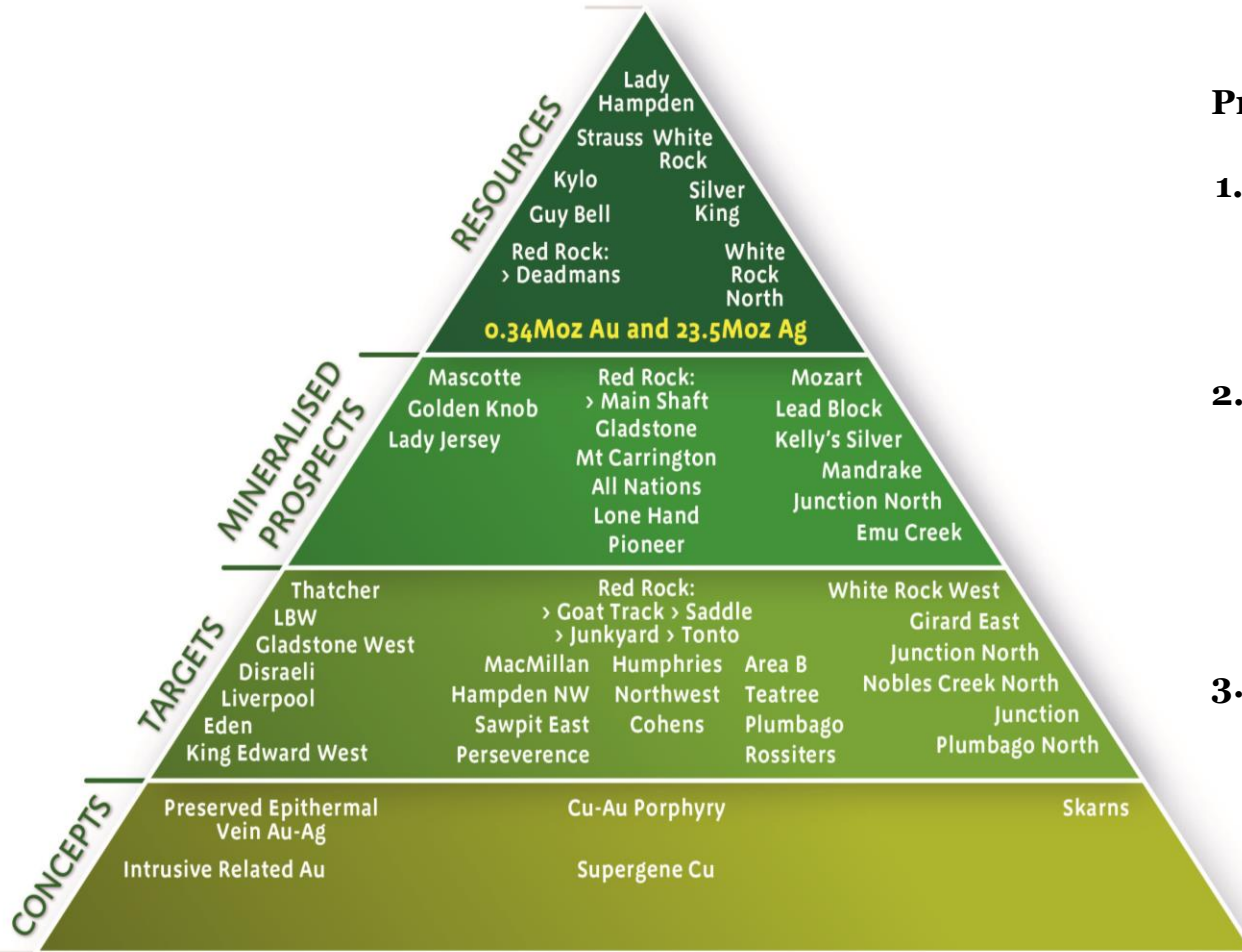 RESOURCES
Lady
Hampden
Strauss White
Rock
Kylo
Silver
King
Guy Bell
Red Rock:
› Deadmans
White
Rock
North
0.34Moz Au and 23.5Moz Ag
MINERALISED
PROSPECTS
Mascotte
Golden Knob
Lady Jersey
Red Rock:
› Main Shaft
Gladstone
Mt Carrington
All Nations
Lone Hand
Pioneer
Mozart
Lead Block
Kelly's Silver
Mandrake
Junction North
Emu Creek
TARGETS
Thatcher
LBW
Gladstone West
Disraeli
Liverpool
Eden
King Edward West
Red Rock:
› Goat Track › Saddle
› Junkyard › Tonto
MacMillan
Hampden NW
Sawpit East
Perseverence
Humphries
Northwest
Cohens
Area B
Teatree
Plumbago
Rossiters
White Rock West
Girard East
Junction North
Nobles Creek North
Junction
Plumbago North
CONCEPTS
Preserved Epithermal
Vein Au-Ag
Intrusive Related Au
Cu-Au Porphyry
Supergene Cu
Skarns
1.
2.
3.